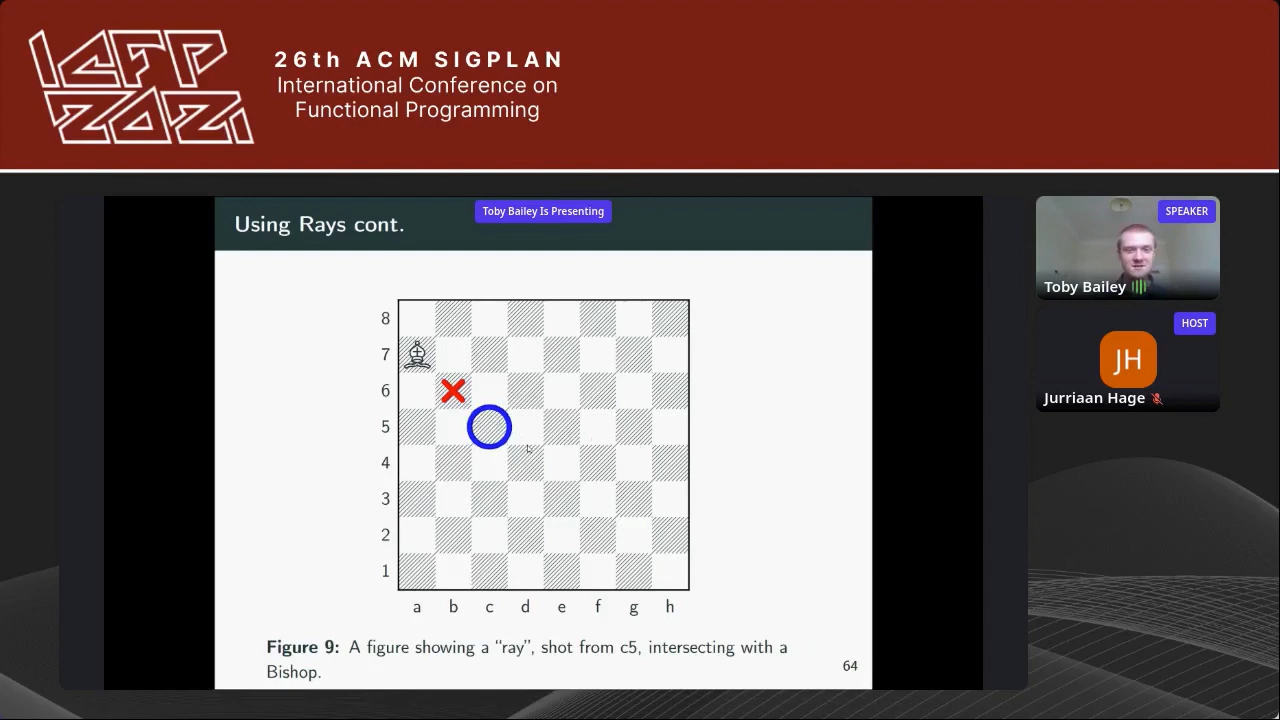 ICFP
2021
26th ACM SIGPLAN
International Conference on
Functional Programming
Using Rays cont.
Toby Bailey Is Presenting
SPEAKER
Toby Bailey
HOST
JH
Jurriaan Hage
8
7
6
5
4
3
2
1
a b c d e f g h
Figure 9: A figure showing a “ray”, shot from c5, intersecting with a
Bishop.
64